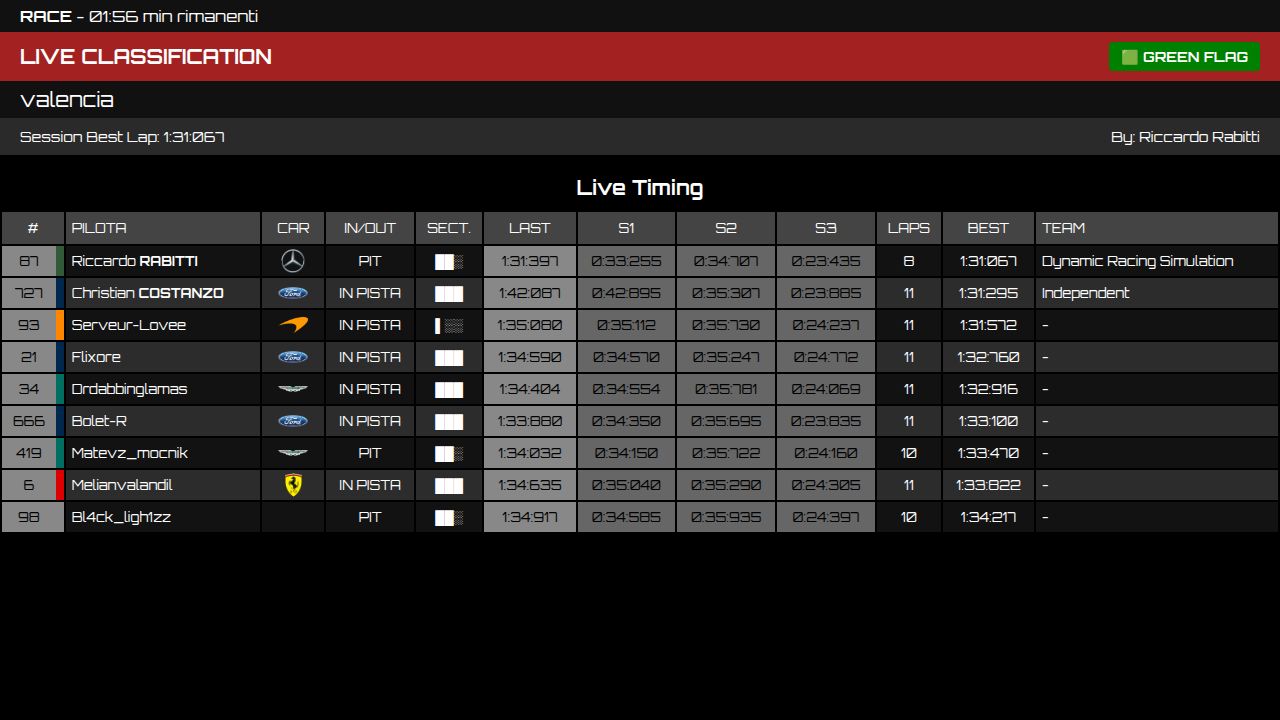 RACE - 01:56 min rimanenti
LIVE CLASSIFICATION
GREEN FLAG
valencia
Session Best Lap: 1:31:067
By: Riccardo Rabitti
Live Timing
# PILOTA CAR IN/OUT SECT. LAST S1 S2 S3 LAPS BEST TEAM
87 Riccardo RABITTI PIT 1:31:397 0:33:255 0:34:707 0:23:435 8 1:31:067 Dynamic Racing Simulation
727 Christian COSTANZO Ford IN PISTA 1:42:087 0:42:895 0:35:307 0:23:885 11 1:31:295 Independent
93 Serveur-Lovee IN PISTA 1:35:080 0:35:112 0:35:730 0:24:237 11 1:31:572 -
21 Flixore Ford IN PISTA 1:34:590 0:34:570 0:35:247 0:24:772 11 1:32:760 -
34 Drdabbinglamas IN PISTA 1:34:404 0:34:554 0:35:781 0:24:069 11 1:32:916 -
666 Bolet-R Ford IN PISTA 1:33:880 0:34:350 0:35:695 0:23:835 11 1:33:100 -
419 Matevz_mocnik PIT 1:34:032 0:34:150 0:35:722 0:24:160 10 1:33:470 -
6 Melianvalandil IN PISTA 1:34:635 0:35:040 0:35:290 0:24:305 11 1:33:822 -
98 Bl4ck_ligh1zz PIT 1:34:917 0:34:585 0:35:935 0:24:397 10 1:34:217 -